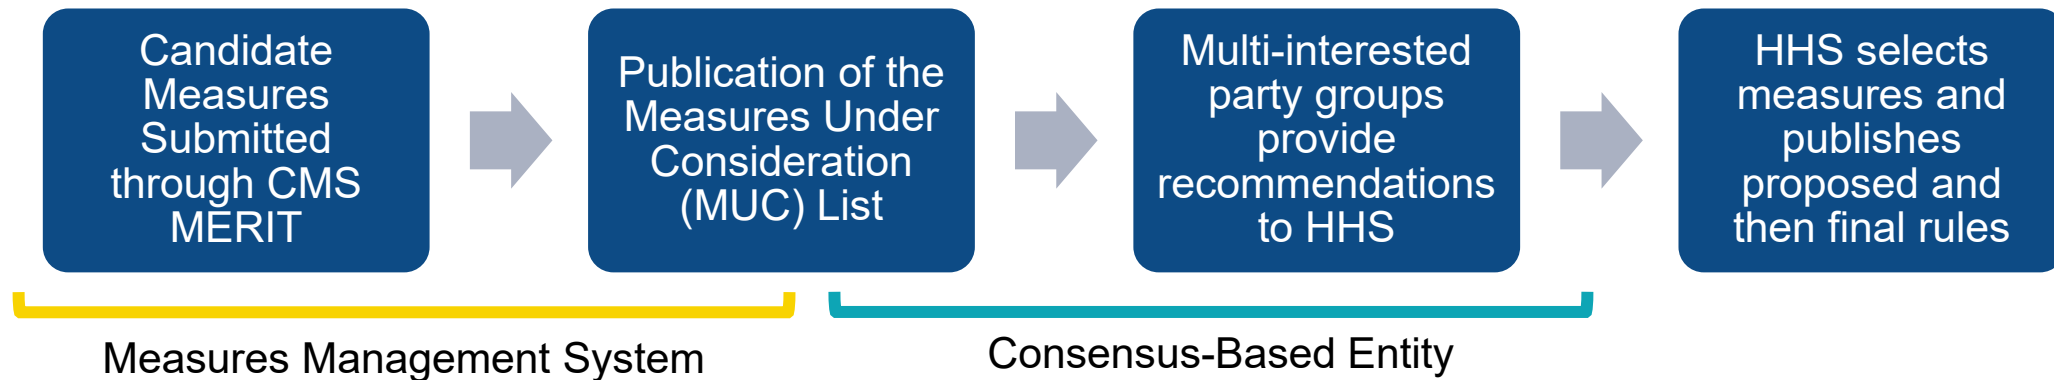 Candidate
Measures
Submitted
through CMS
MERIT
Publication of the
Measures Under
Consideration
(MUC) List
Multi-interested
party groups
provide
recommendations
to HHS
HHS selects
measures and
publishes
proposed and
then final rules
Measures Management System
Consensus-Based Entity